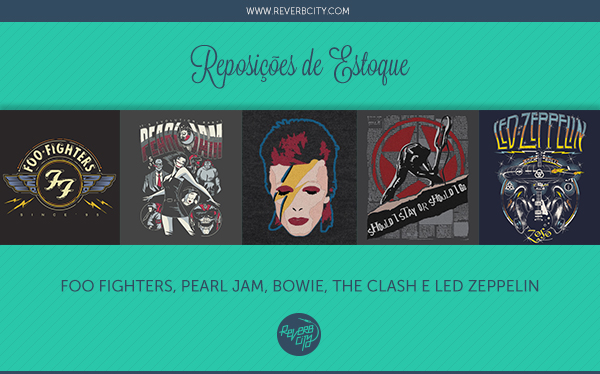 WWW.REVERBCITY.COM
Reposições de Estoque
FOO·FIGHTERS
FF
SINCE '95
PEARL JAM
SHOULD I STAY OR SHOULD I GO
LED·ZEPPELIN
FOO FIGHTERS, PEARL JAM, BOWIE, THE CLASH E LED ZEPPELIN
REVERB
CITY